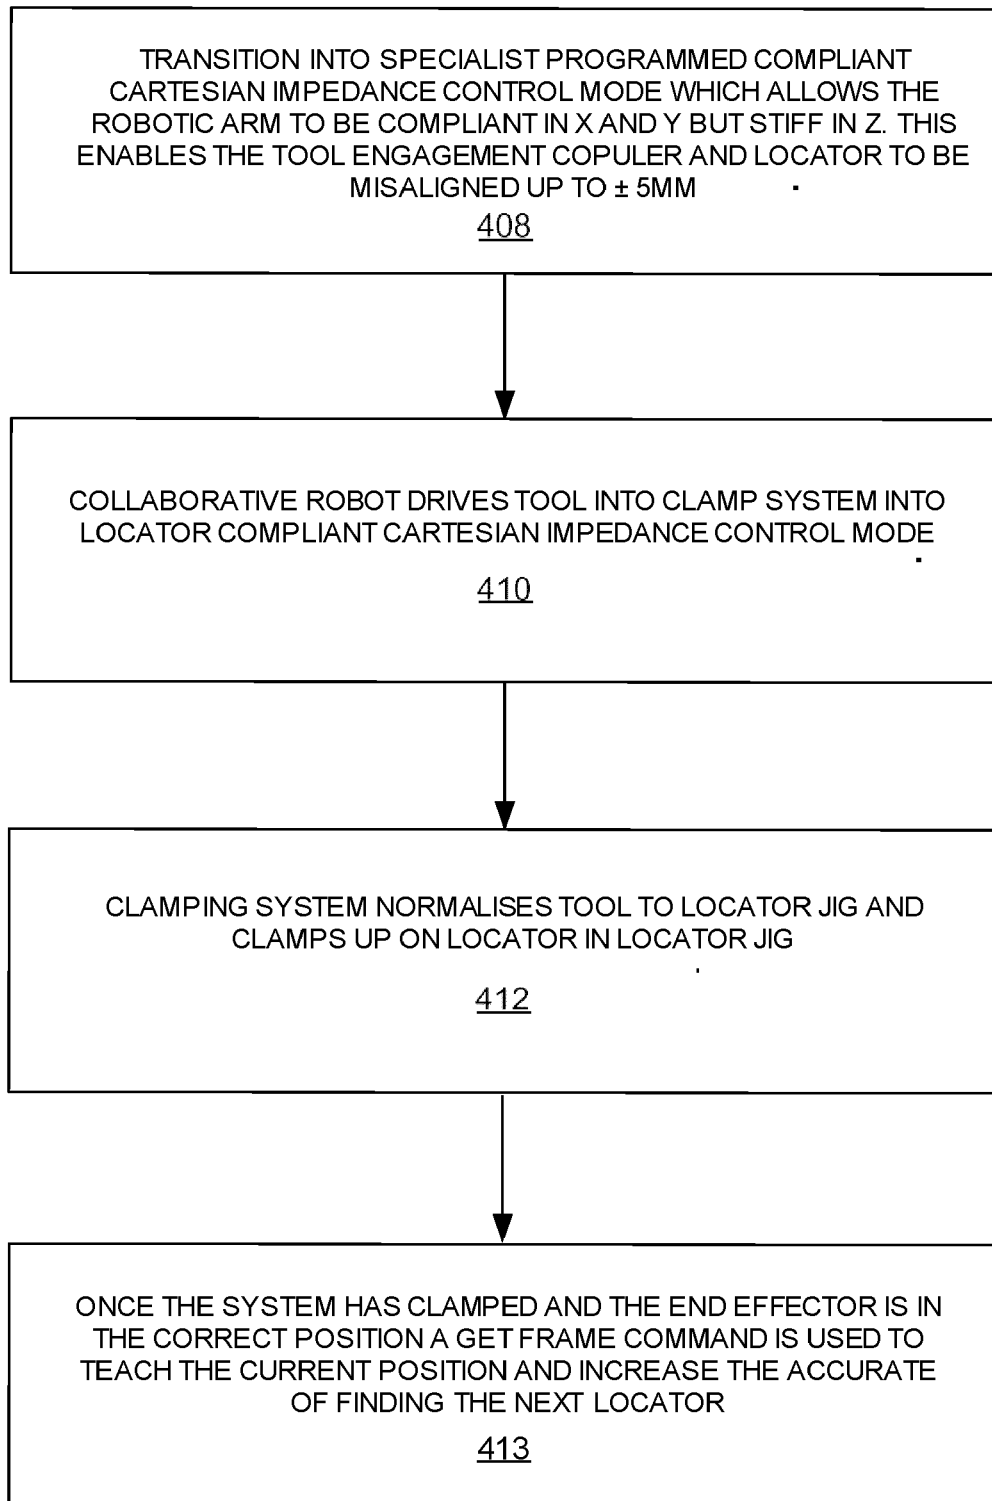 TRANSITION INTO SPECIALIST PROGRAMMED COMPLIANT
CARTESIAN IMPEDANCE CONTROL MODE WHICH ALLOWS THE
ROBOTIC ARM TO BE COMPLIANT IN X AND Y BUT STIFF IN Z. THIS
ENABLES THE TOOL ENGAGEMENT COPULER AND LOCATOR TO BE
MISALIGNED UP TO ± 5MM
408
COLLABORATIVE ROBOT DRIVES TOOL INTO CLAMP SYSTEM INTO
LOCATOR COMPLIANT CARTESIAN IMPEDANCE CONTROL MODE
410
CLAMPING SYSTEM NORMALISES TOOL TO LOCATOR JIG AND
CLAMPS UP ON LOCATOR IN LOCATOR JIG
412
ONCE THE SYSTEM HAS CLAMPED AND THE END EFFECTOR IS IN
THE CORRECT POSITION A GET FRAME COMMAND IS USED TO
TEACH THE CURRENT POSITION AND INCREASE THE ACCURATE
OF FINDING THE NEXT LOCATOR
413